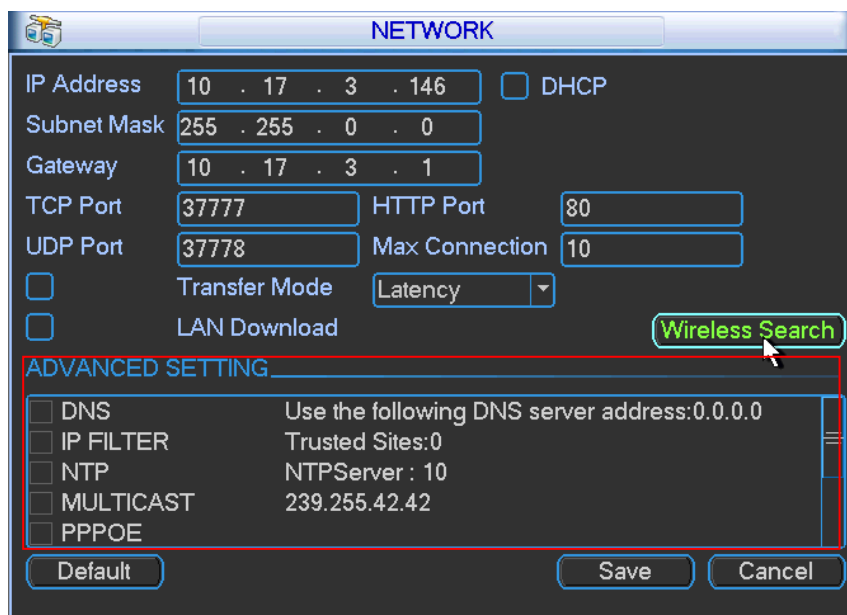 NETWORK
IP Address 10 . 17 . 3 . 146 DHCP
Subnet Mask 255 . 255 . 0 . 0
Gateway 10 . 17 . 3 . 1
TCP Port 37777 HTTP Port 80
UDP Port 37778 Max Connection 10
Transfer Mode Latency
LAN Download Wireless Search
ADVANCED SETTING
DNS Use the following DNS server address:0.0.0.0
IP FILTER Trusted Sites:0
NTP NTPServer : 10
MULTICAST 239.255.42.42
PPPOE
Default Save Cancel